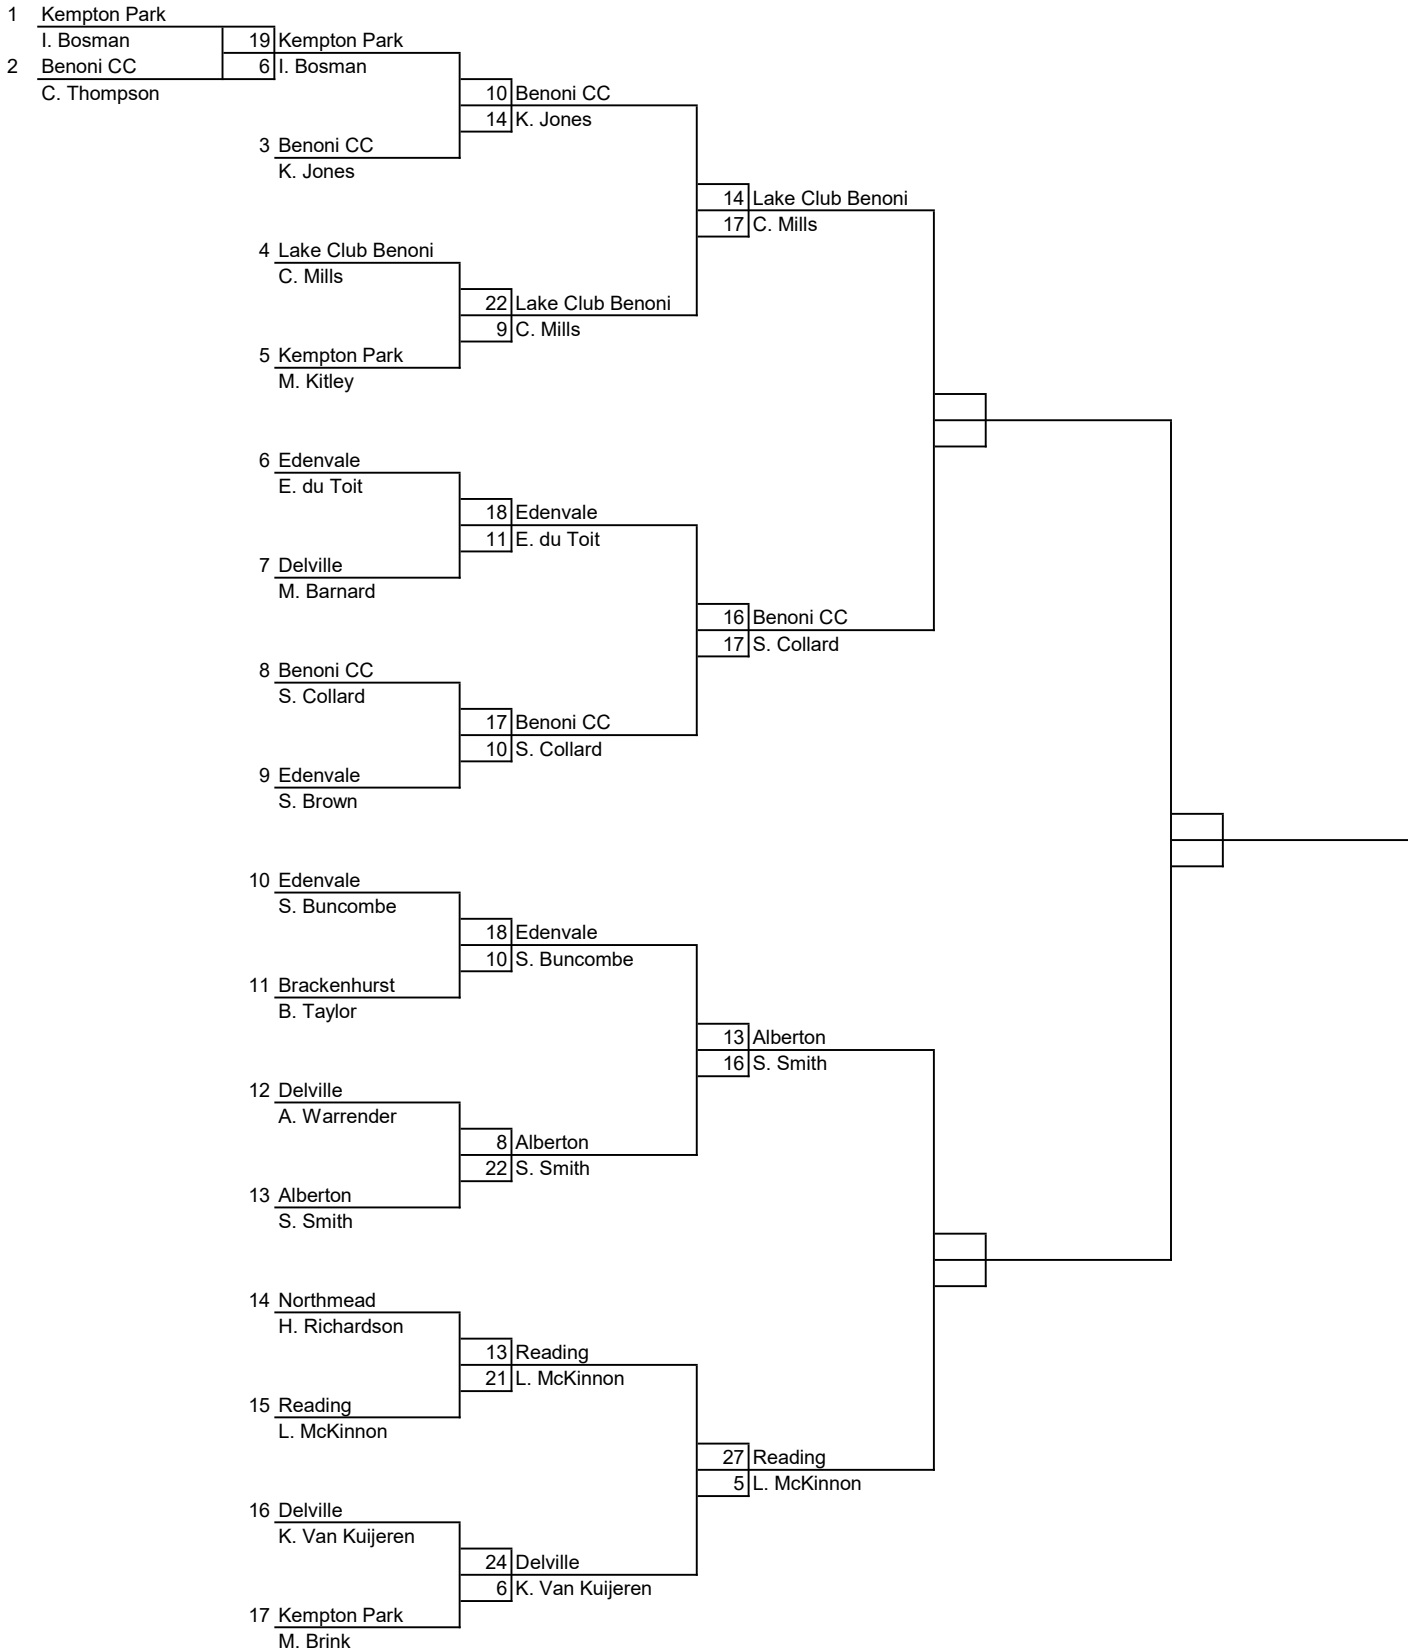 1 Kempton Park
I. Bosman 19 Kempton Park
2 Benoni CC 6 I. Bosman
C. Thompson 10 Benoni CC
14 K. Jones
3 Benoni CC
K. Jones
14 Lake Club Benoni
17 C. Mills
4 Lake Club Benoni
C. Mills
22 Lake Club Benoni
9 C. Mills
5 Kempton Park
M. Kitley
6 Edenvale
E. du Toit
18 Edenvale
11 E. du Toit
7 Delville
M. Barnard
16 Benoni CC
17 S. Collard
8 Benoni CC
S. Collard
17 Benoni CC
10 S. Collard
9 Edenvale
S. Brown
10 Edenvale
S. Buncombe
18 Edenvale
10 S. Buncombe
11 Brackenhurst
B. Taylor
13 Alberton
16 S. Smith
12 Delville
A. Warrender
8 Alberton
22 S. Smith
13 Alberton
S. Smith
14 Northmead
H. Richardson
13 Reading
21 L. McKinnon
15 Reading
L. McKinnon
27 Reading
5 L. McKinnon
16 Delville
K. Van Kuijeren
24 Delville
6 K. Van Kuijeren
17 Kempton Park
M. Brink